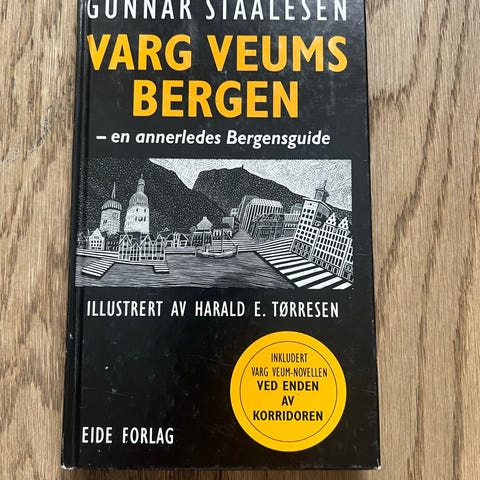 GUNNAR STAALESEN
VARG VEUMS
BERGEN
– en annerledes Bergensguide
ILLUSTRERT AV HARALD E. TØRRESEN
INKLUDERT
VARG VEUM-NOVELLEN
VED ENDEN
AV
KORRIDOREN
EIDE FORLAG